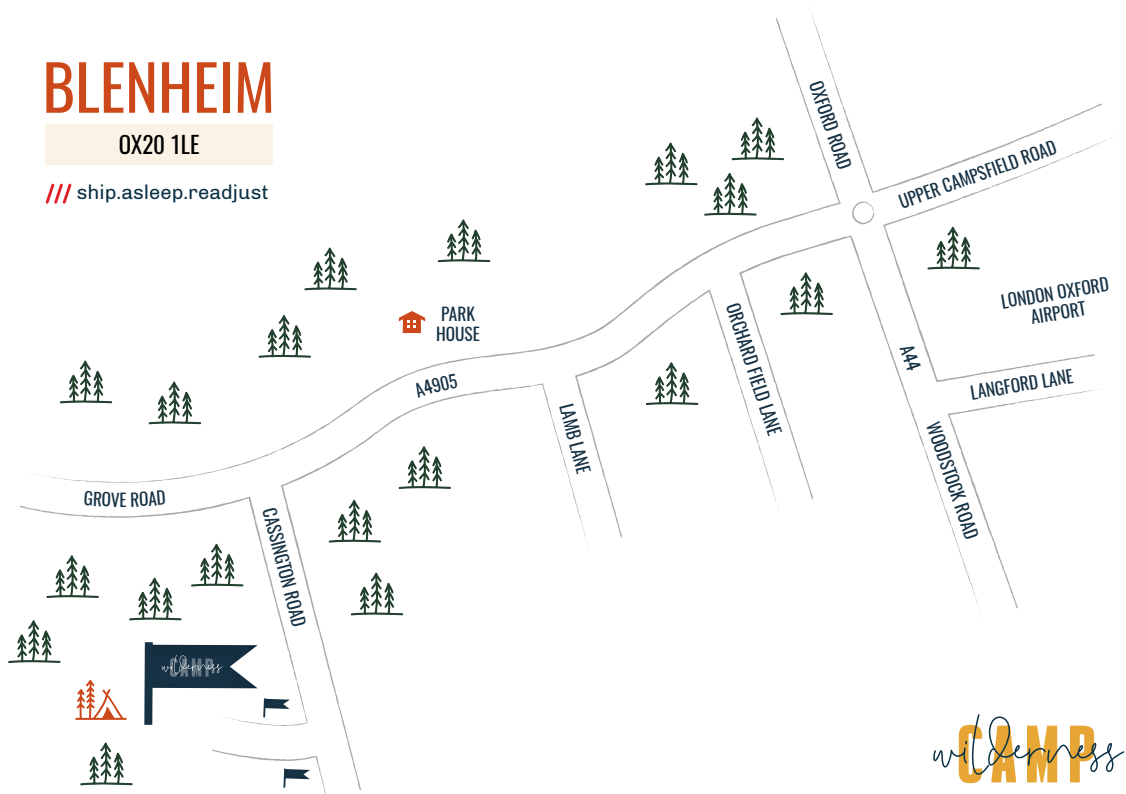 BLENHEIM
OX20 1LE
/// ship.asleep.readjust
OXFORD ROAD
UPPER CAMPSFIELD ROAD
LONDON OXFORD
AIRPORT
PARK
HOUSE
ORCHARD FIELD LANE
A44
A4905
LANGFORD LANE
LAMB LANE
WOODSTOCK ROAD
GROVE ROAD
CASSINGTON ROAD
wilderness
CAMP
wilderness
CAMP